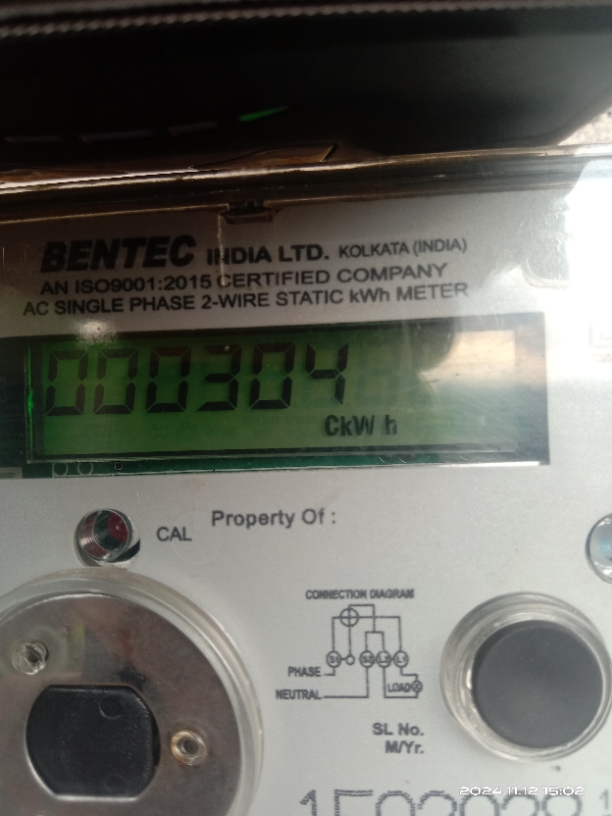 BENTEC INDIA LTD. KOLKATA (INDIA)
AN ISO9001:2015 CERTIFIED COMPANY
AC SINGLE PHASE 2-WIRE STATIC kWh METER
000304
CkW h
CAL
Property Of :
CONNECTION DIAGRAM
PHASE
NEUTRAL
LOAD
SL No.
M/Yr.
2024.11.12 15:02